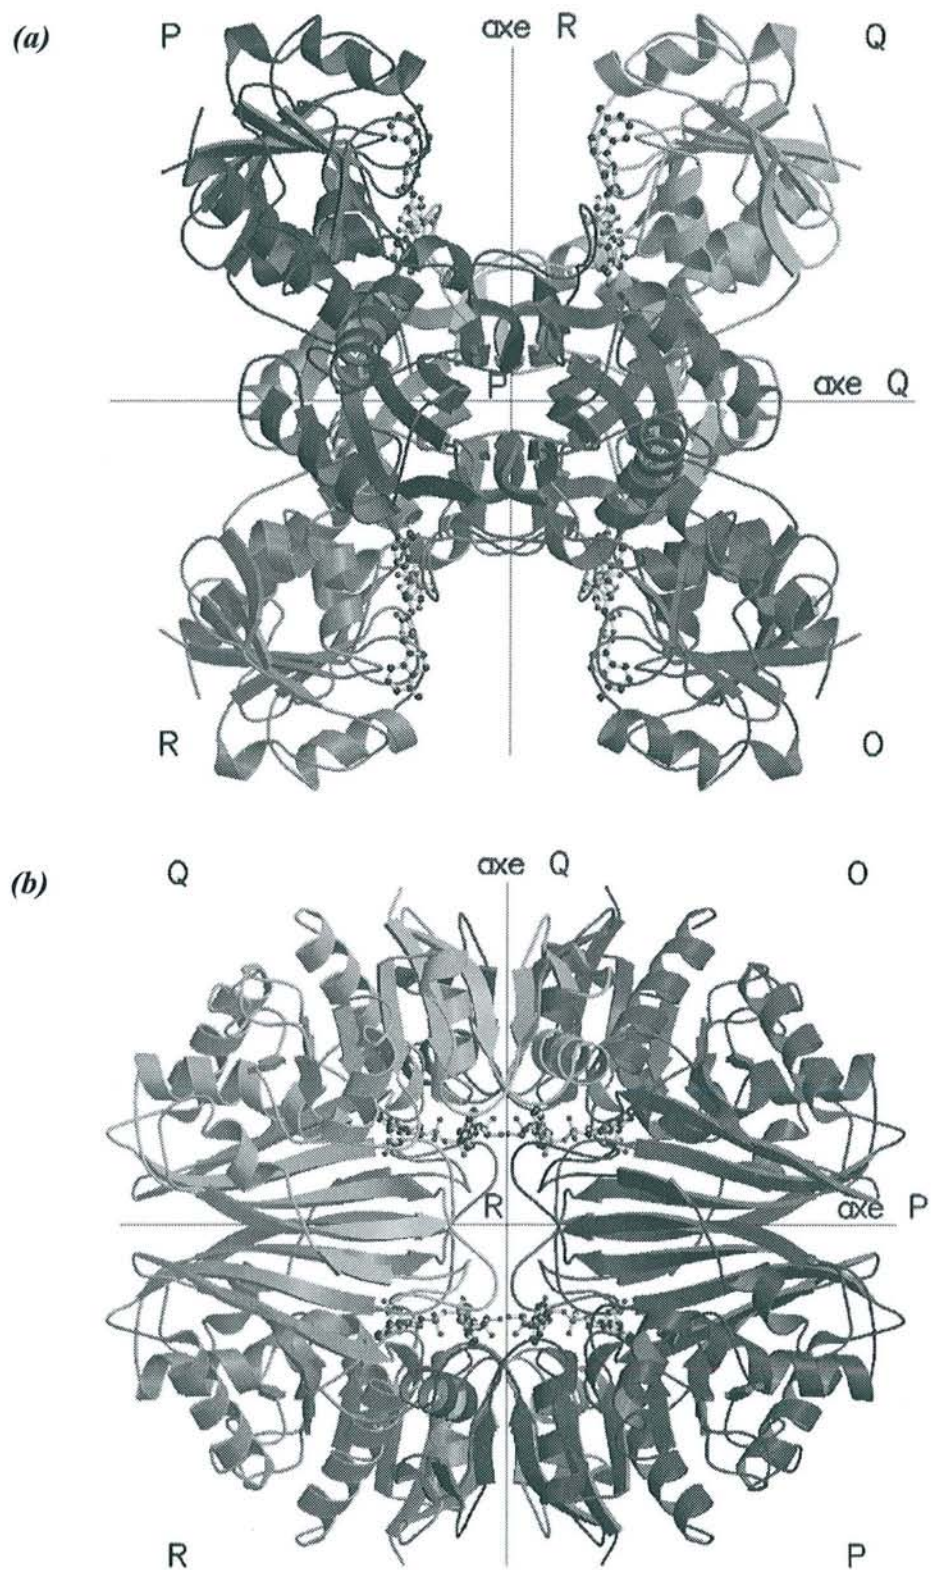 (a) P axe R Q
P
axe Q
R O
(b) Q axe Q O
R axe P
R P